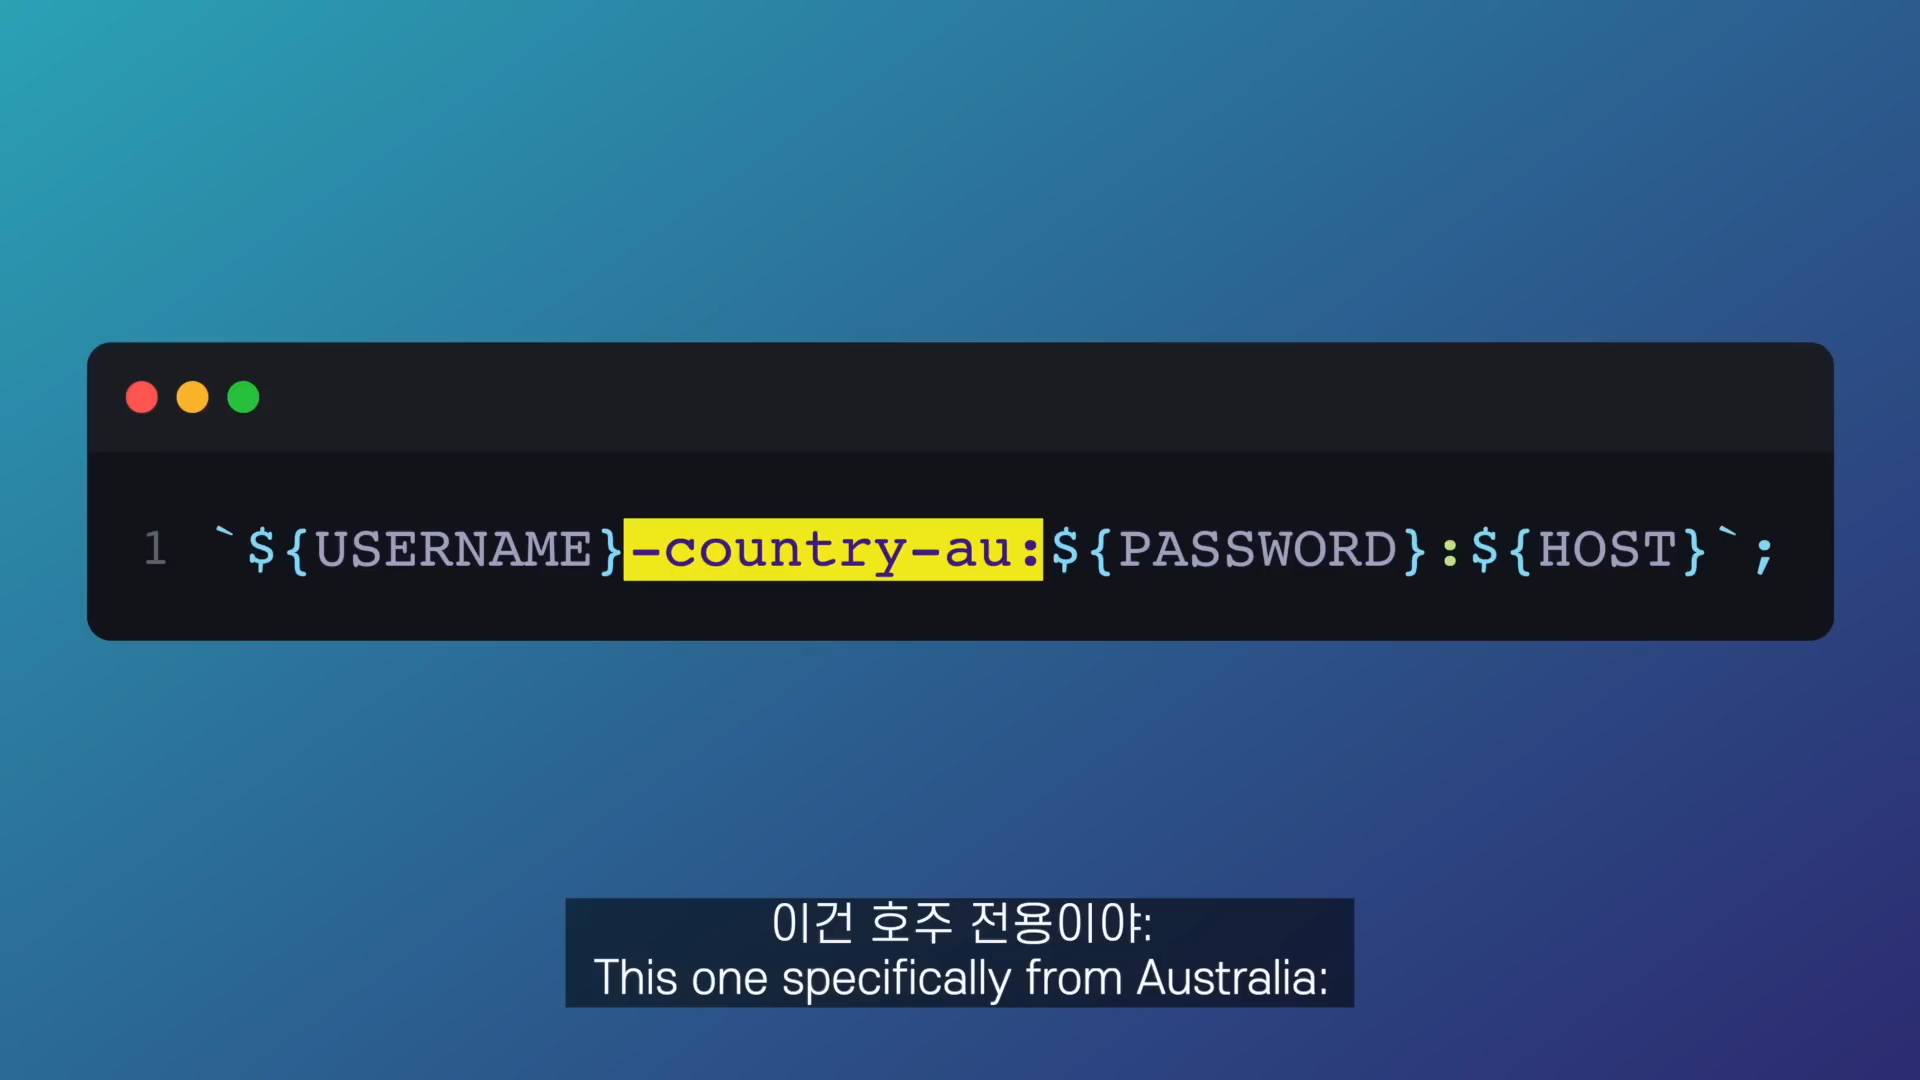 1 `${USERNAME}-country-au:${PASSWORD}:${HOST}`;
이건 호주 전용이야:
This one specifically from Australia: